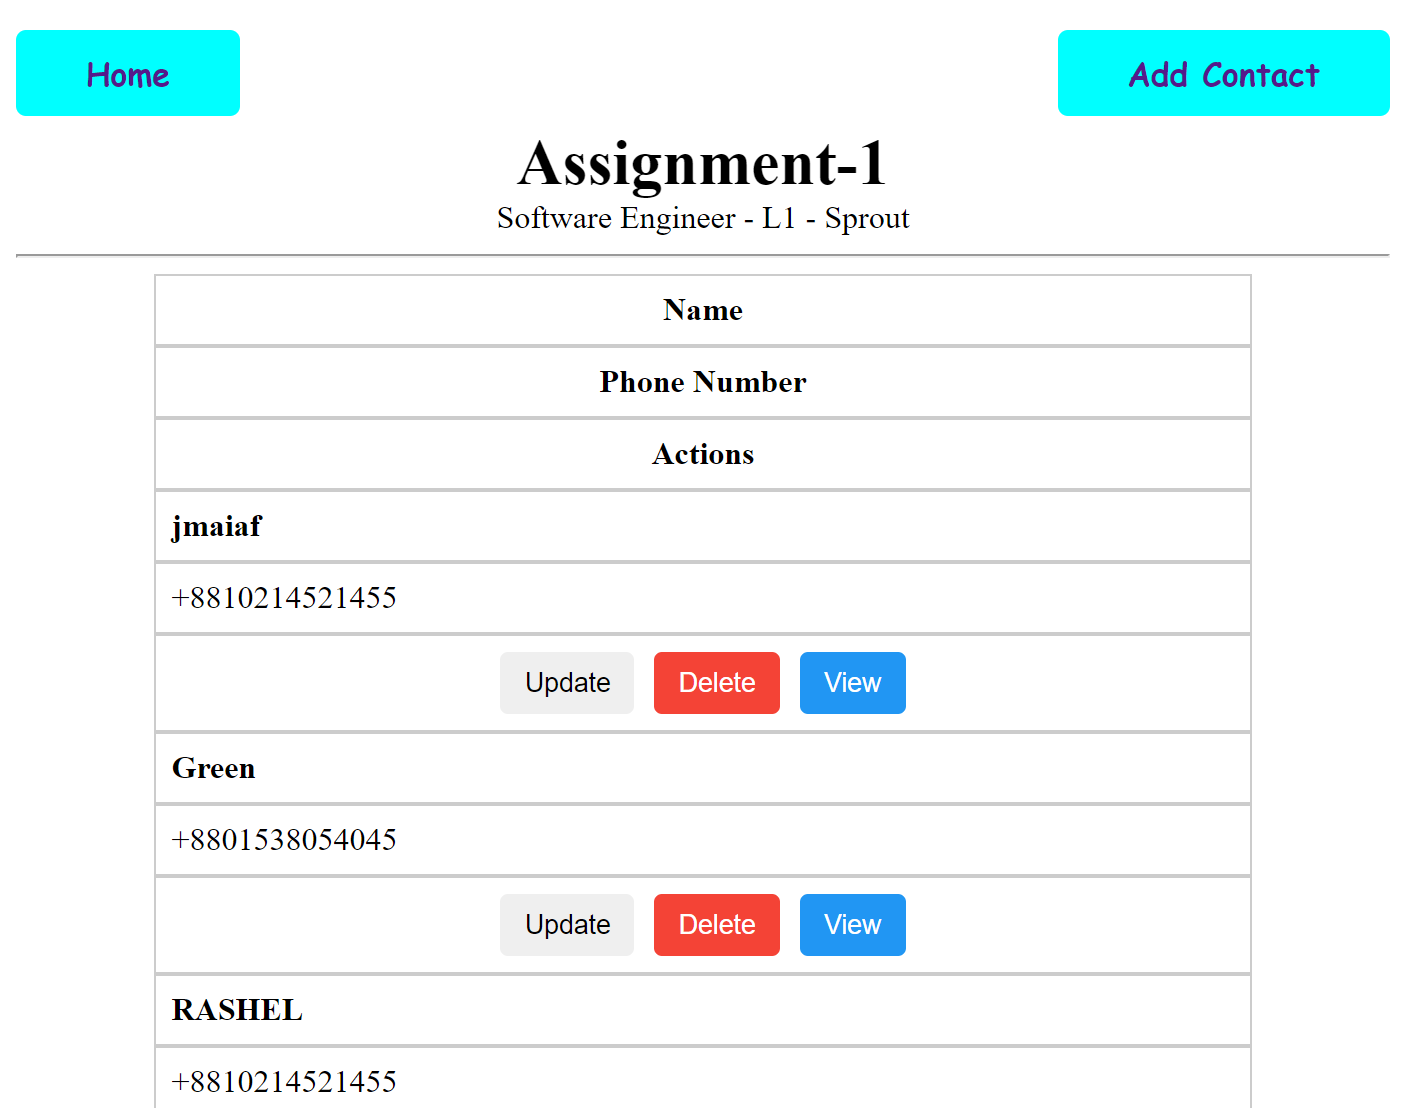 Home
Add Contact
Assignment-1
Software Engineer - L1 - Sprout
Name
Phone Number
Actions
jmaiaf
+8810214521455
Update Delete View
Green
+8801538054045
Update Delete View
RASHEL
+8810214521455